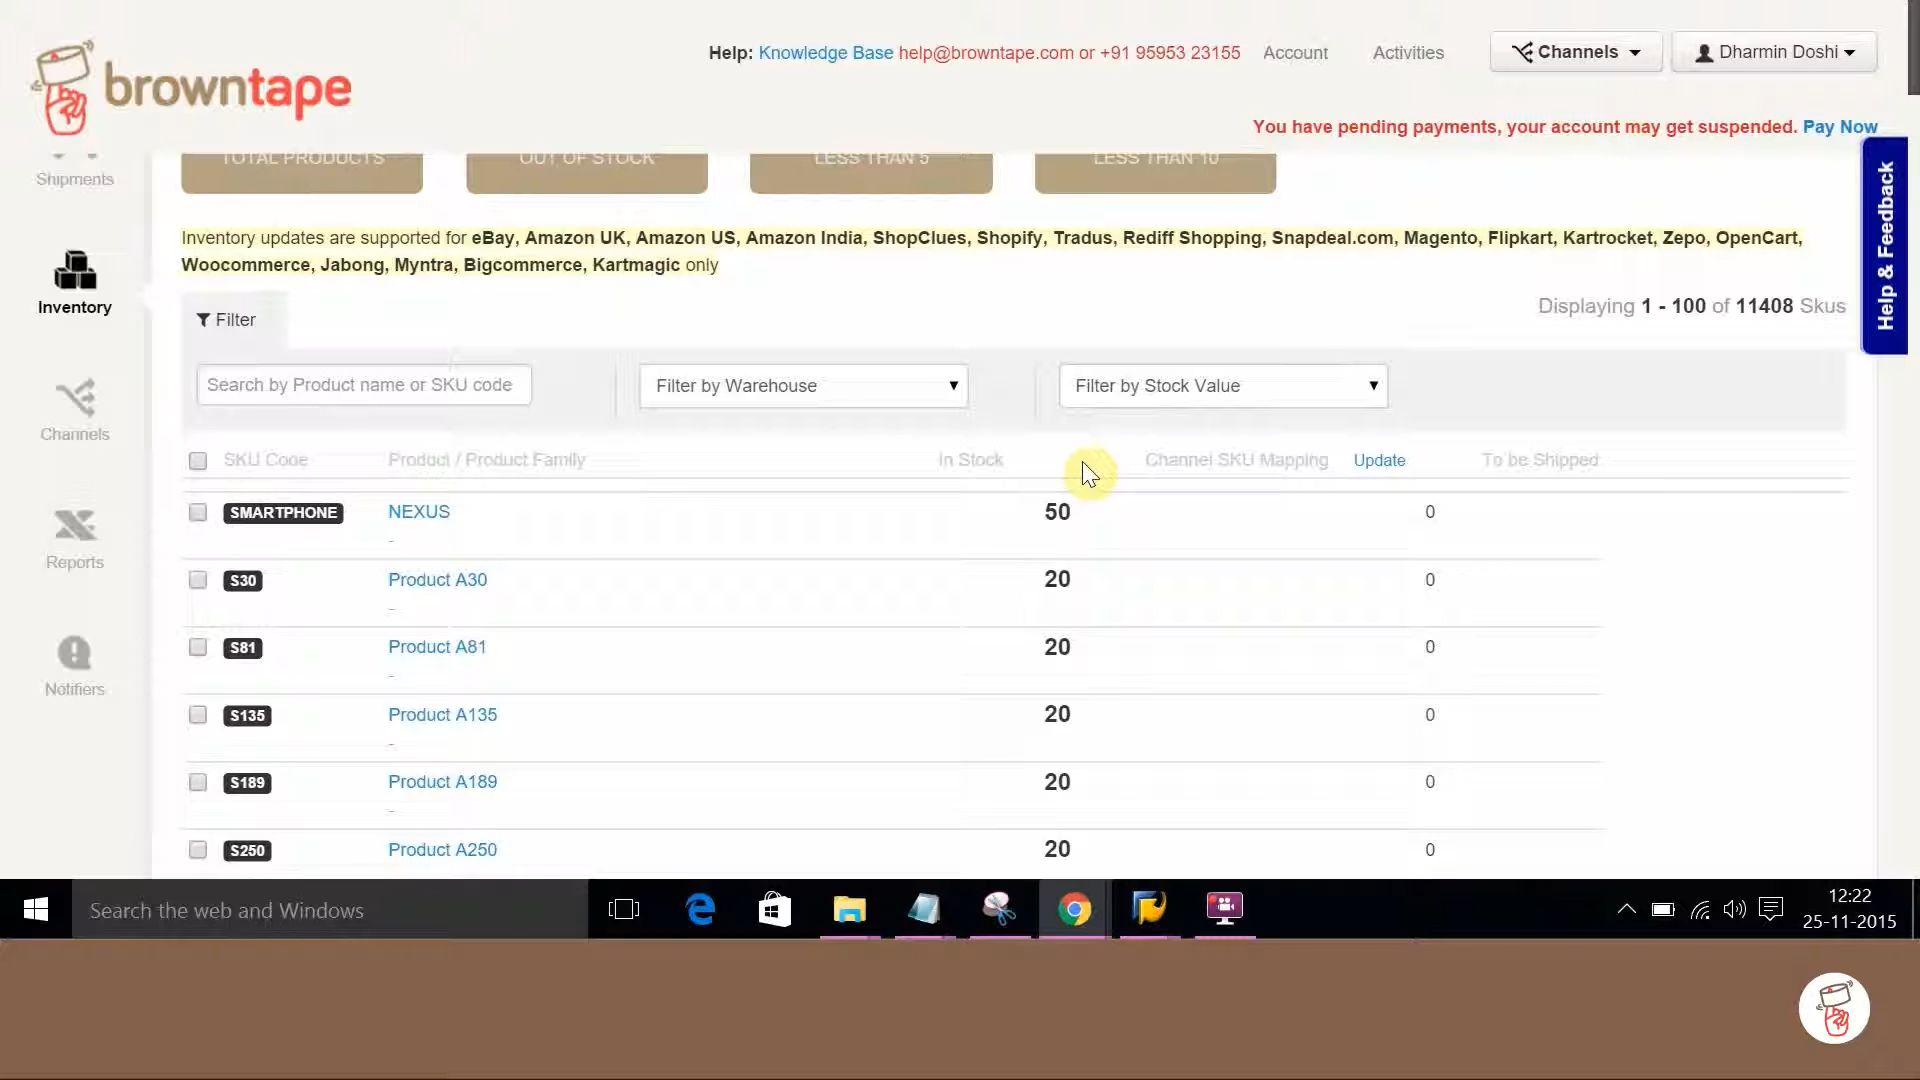 Help: Knowledge Base help@browntape.com or +91 95953 23155 Account Activities Channels Dharmin Doshi
browntape
You have pending payments, your account may get suspended. Pay Now
TOTAL PRODUCTS OUT OF STOCK LESS THAN 5 LESS THAN 10
Shipments
Help & Feedback
Inventory updates are supported for eBay, Amazon UK, Amazon US, Amazon India, ShopClues, Shopify, Tradus, Rediff Shopping, Snapdeal.com, Magento, Flipkart, Kartrocket, Zepo, OpenCart,
Woocommerce, Jabong, Myntra, Bigcommerce, Kartmagic only
Inventory
Displaying 1 - 100 of 11408 Skus
Filter
Search by Product name or SKU code Filter by Warehouse Filter by Stock Value
Channels
SKU Code Product / Product Family In Stock Channel SKU Mapping Update To be Shipped
SMARTPHONE NEXUS 50 0
-
Reports
S30 Product A30 20 0
-
S81 Product A81 20 0
-
Notifiers
S135 Product A135 20 0
-
S189 Product A189 20 0
-
S250 Product A250 20 0
Search the web and Windows
12:22
25-11-2015